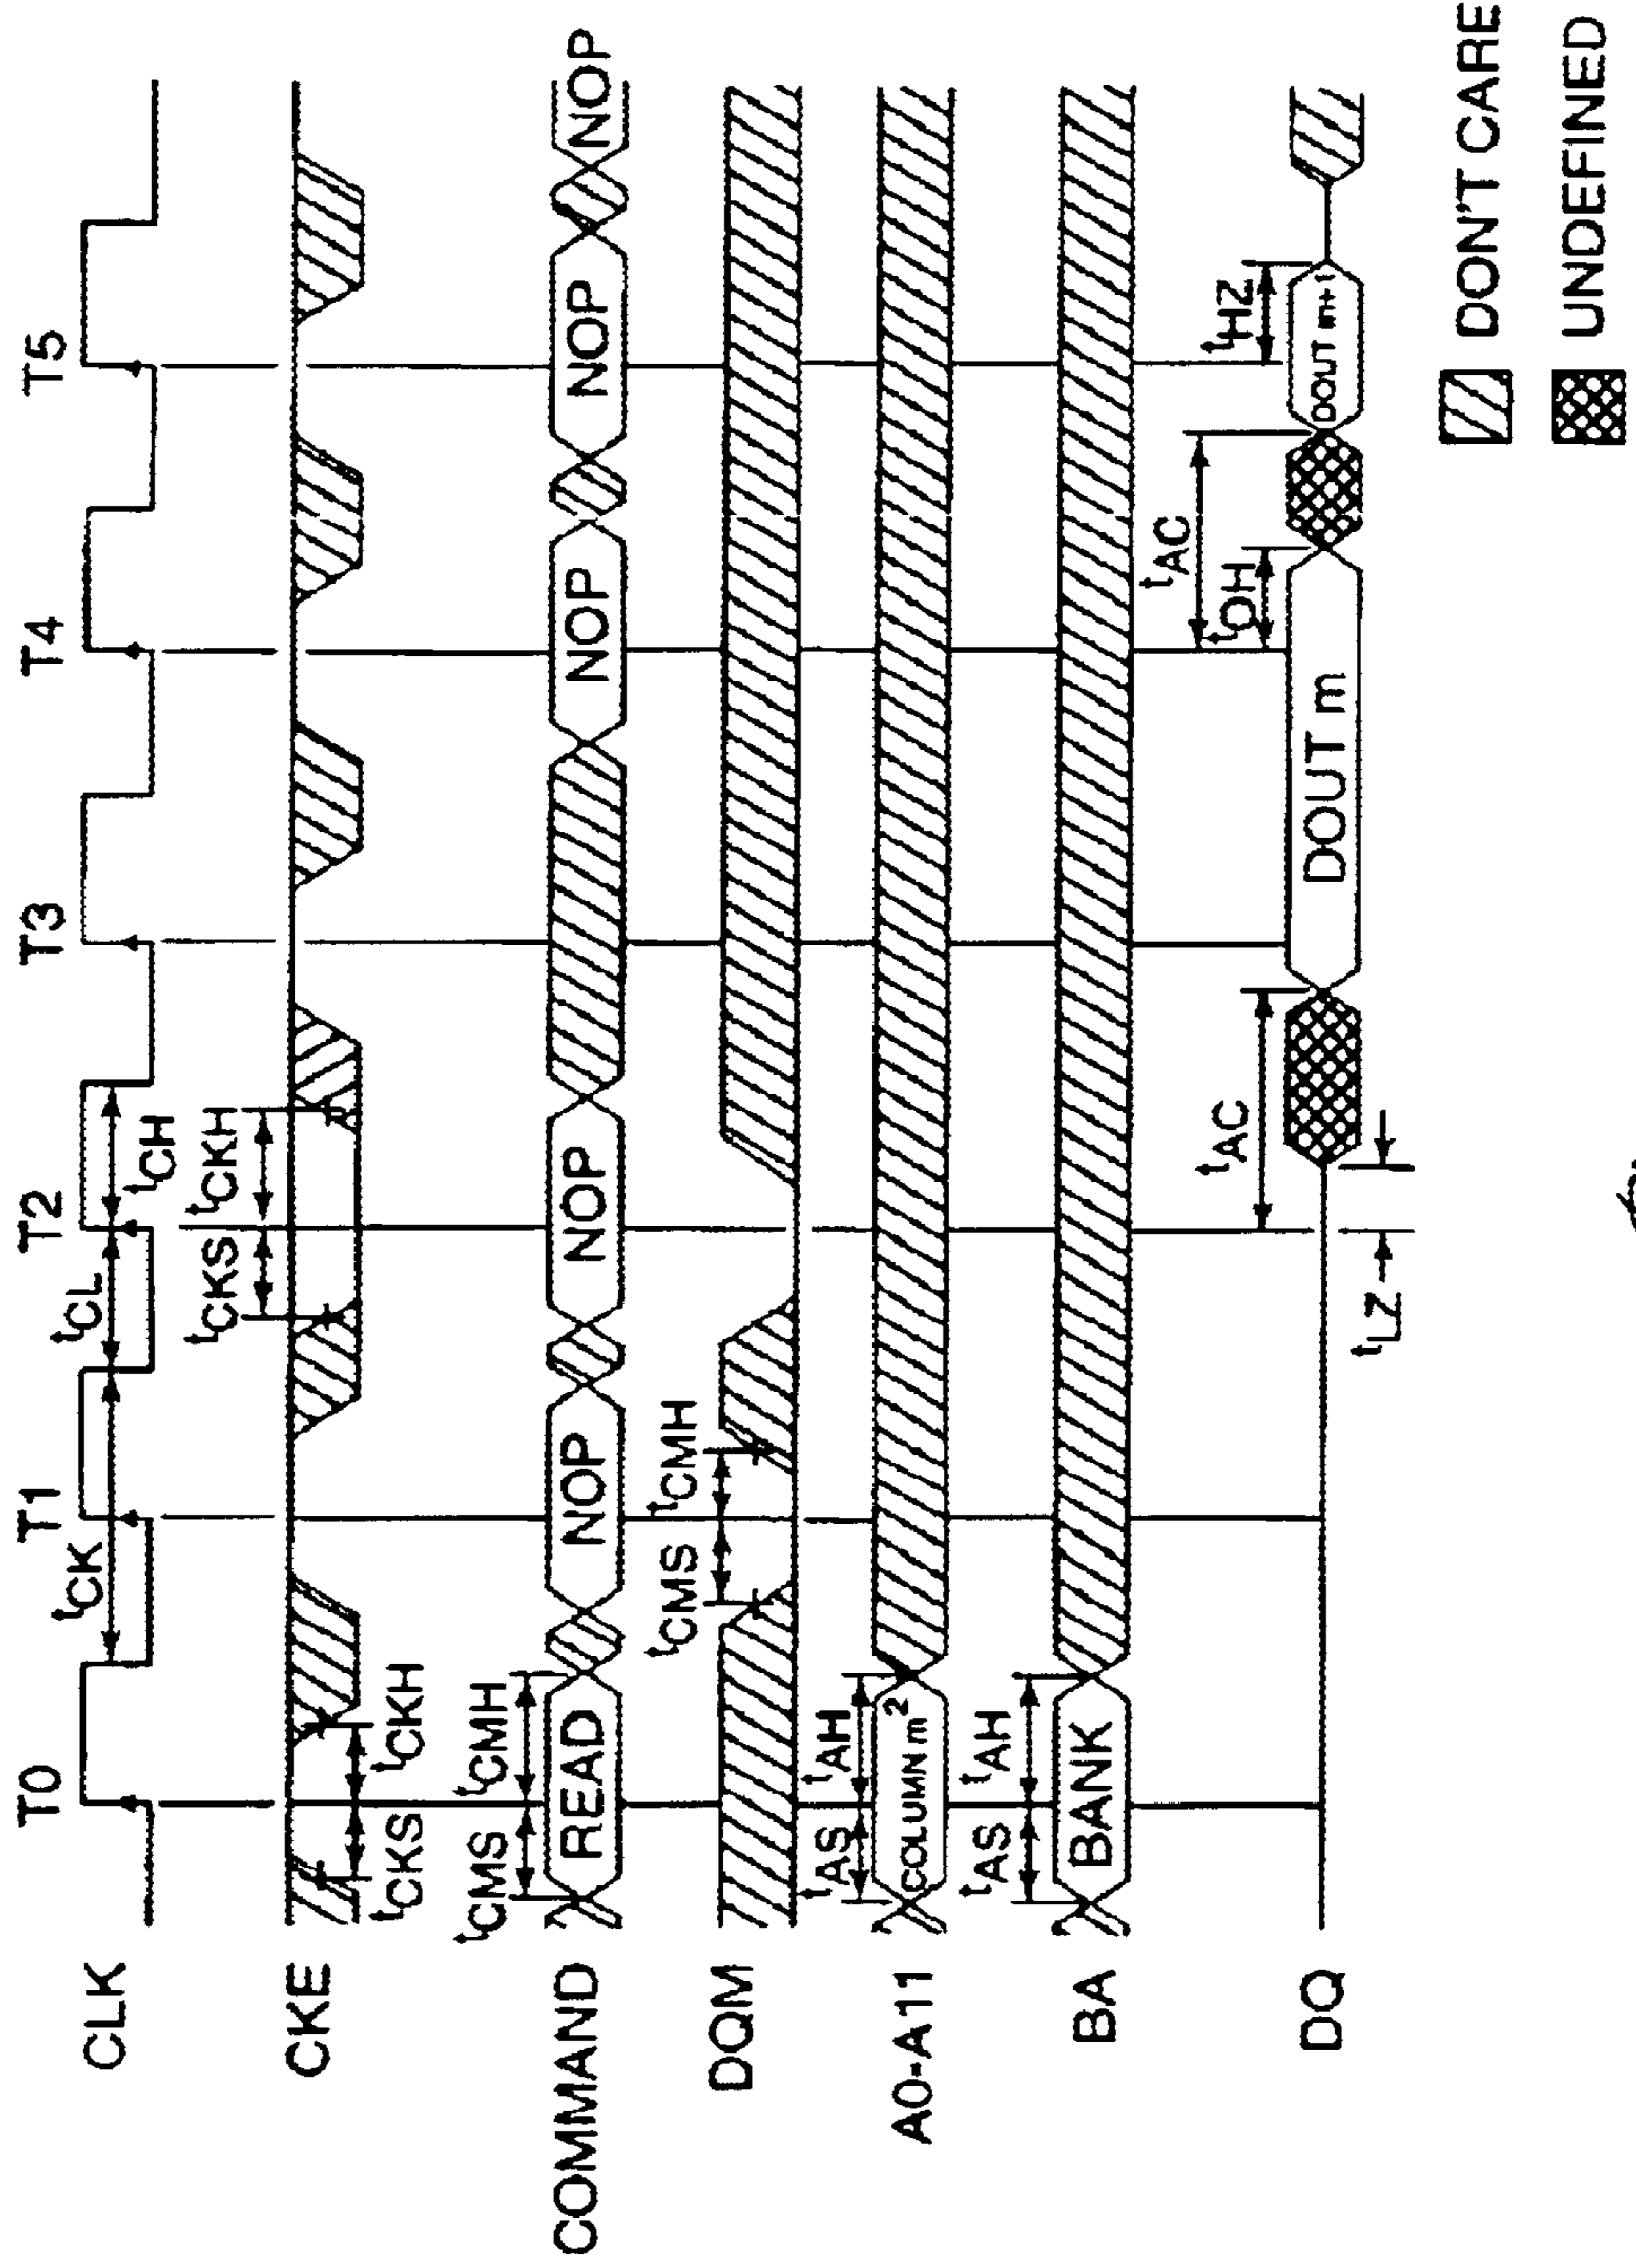 T0 T1 T2 T3 T4 T5
CLK
tCK tCL tCH
CKE
tCKS tCKH tCKS tCKH
COMMAND
tCMS tCMH
READ NOP NOP NOP NOP NOP
DQM
tCMS tCMH
A0-A11
tAS tAH
COLUMN m2
BA
tAS tAH
BANK
DQ
tLZ tAC tOH tAC tHZ
DOUT m DOUT m+1
DON'T CARE
UNDEFINED